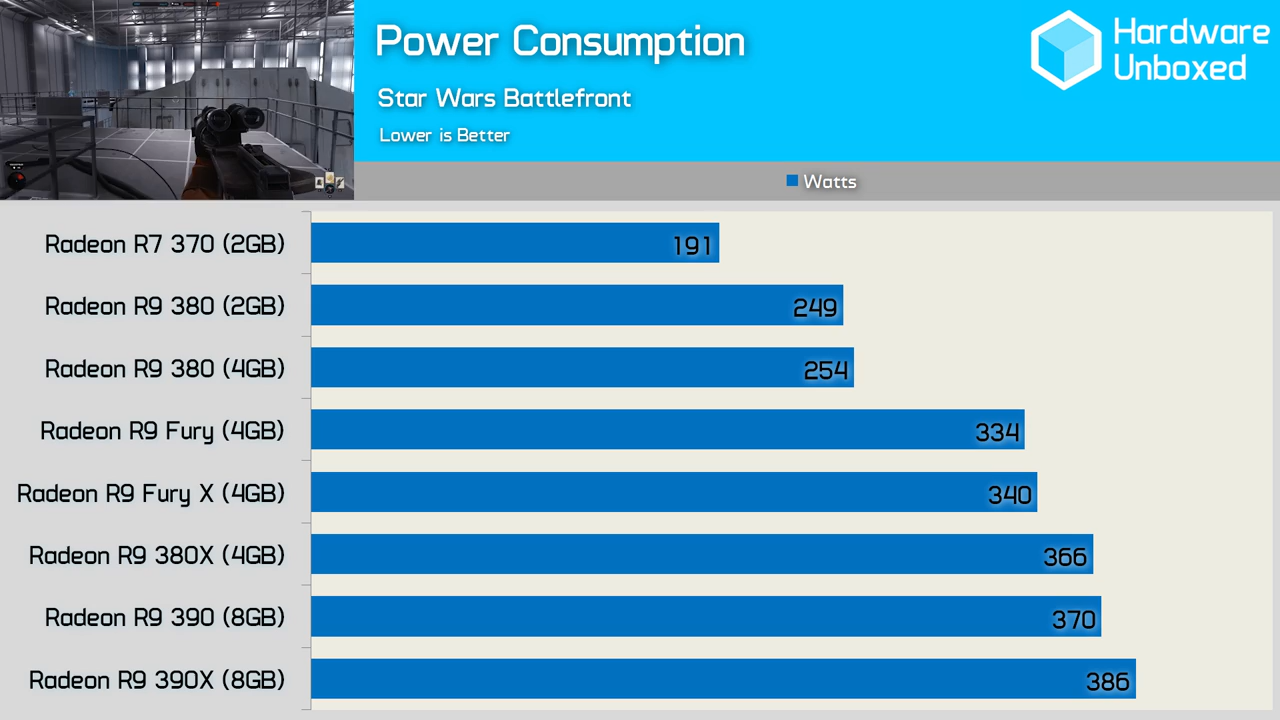 Power Consumption
Star Wars Battlefront
Lower is Better
Hardware
Unboxed
Watts
Radeon R7 370 (2GB) 191
Radeon R9 380 (2GB) 249
Radeon R9 380 (4GB) 254
Radeon R9 Fury (4GB) 334
Radeon R9 Fury X (4GB) 340
Radeon R9 380X (4GB) 366
Radeon R9 390 (8GB) 370
Radeon R9 390X (8GB) 386